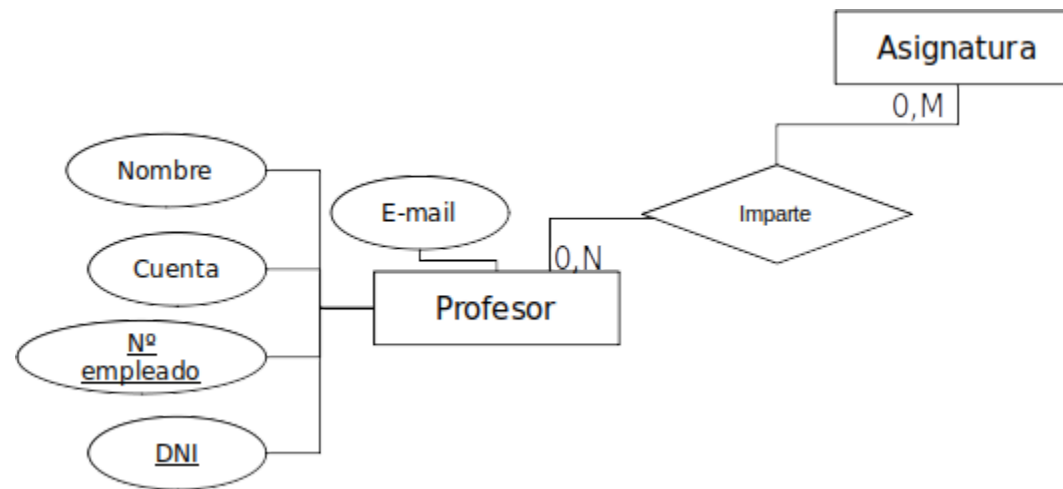 Asignatura
0,M
Nombre
E-mail
Imparte
Cuenta
0,N
Profesor
Nº
empleado
DNI